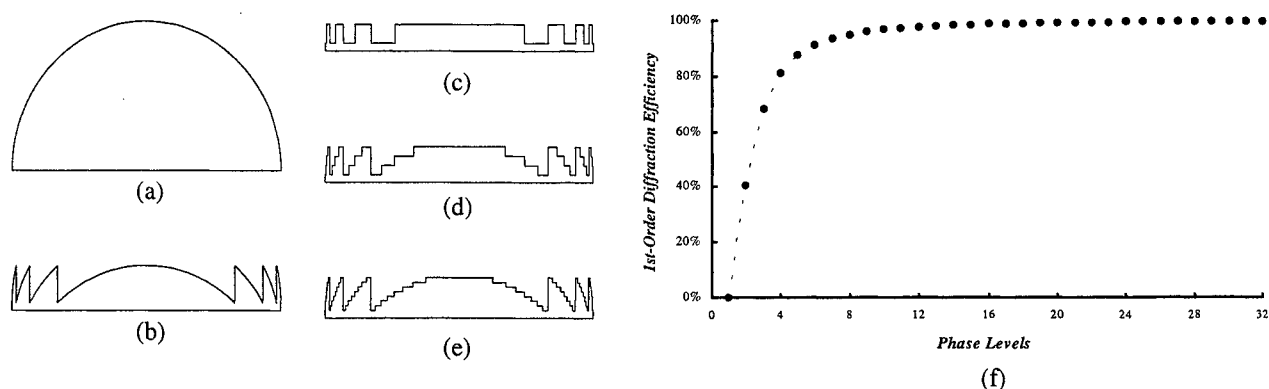 (a)
(b)
(c)
(d)
(e)
1st-Order Diffraction Efficiency
100%
80%
60%
40%
20%
0%
0 4 8 12 16 20 24 28 32
Phase Levels
(f)